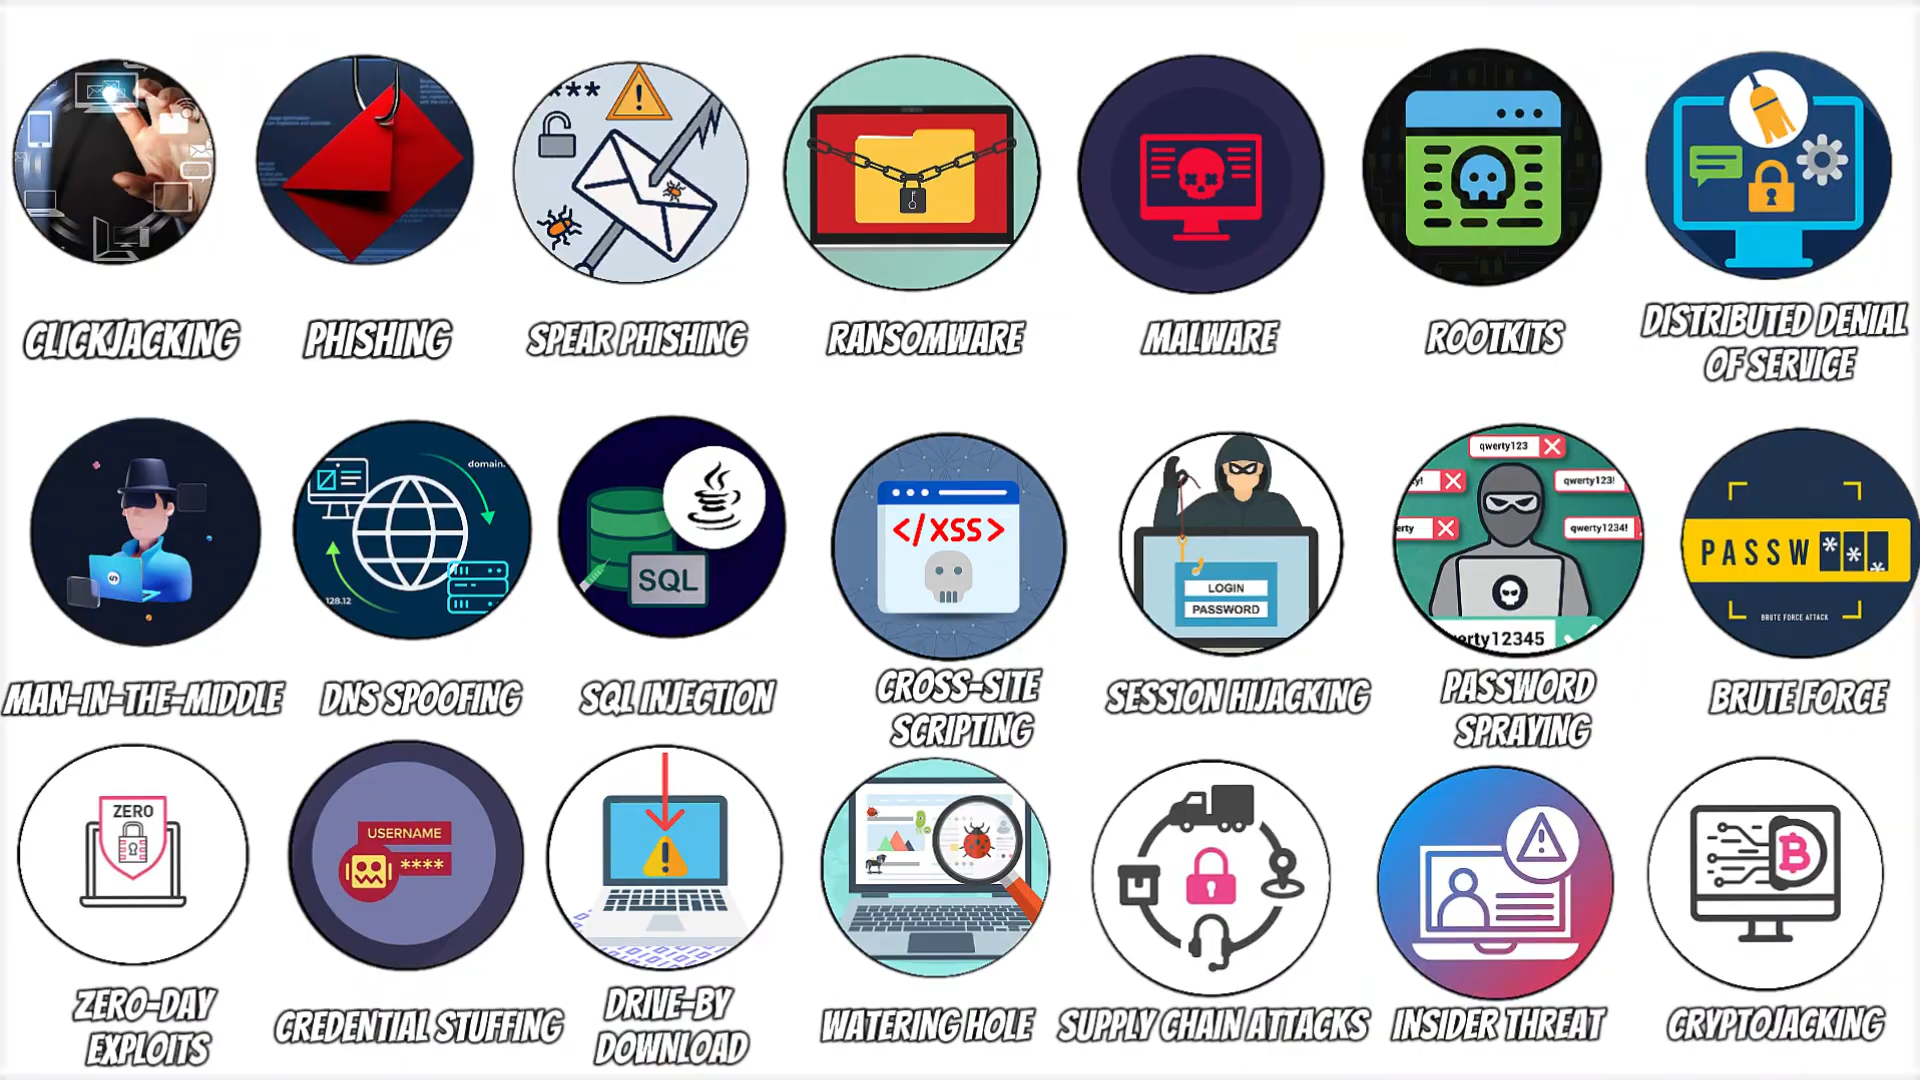 ***
CLICKJACKING
PHISHING
SPEAR PHISHING
RANSOMWARE
MALWARE
ROOTKITS
DISTRIBUTED DENIAL
OF SERVICE
domain.
128.12
SQL
</XSS>
LOGIN
PASSWORD
qwerty123
y!
qwerty123!
erty
qwerty1234!
erty12345
PASSW***
BRUTE FORCE ATTACK
MAN-IN-THE-MIDDLE
DNS SPOOFING
SQL INJECTION
CROSS-SITE
SCRIPTING
SESSION HIJACKING
PASSWORD
SPRAYING
BRUTE FORCE
ZERO
USERNAME
****
ZERO-DAY
EXPLOITS
CREDENTIAL STUFFING
DRIVE-BY
DOWNLOAD
WATERING HOLE
SUPPLY CHAIN ATTACKS
INSIDER THREAT
CRYPTOJACKING